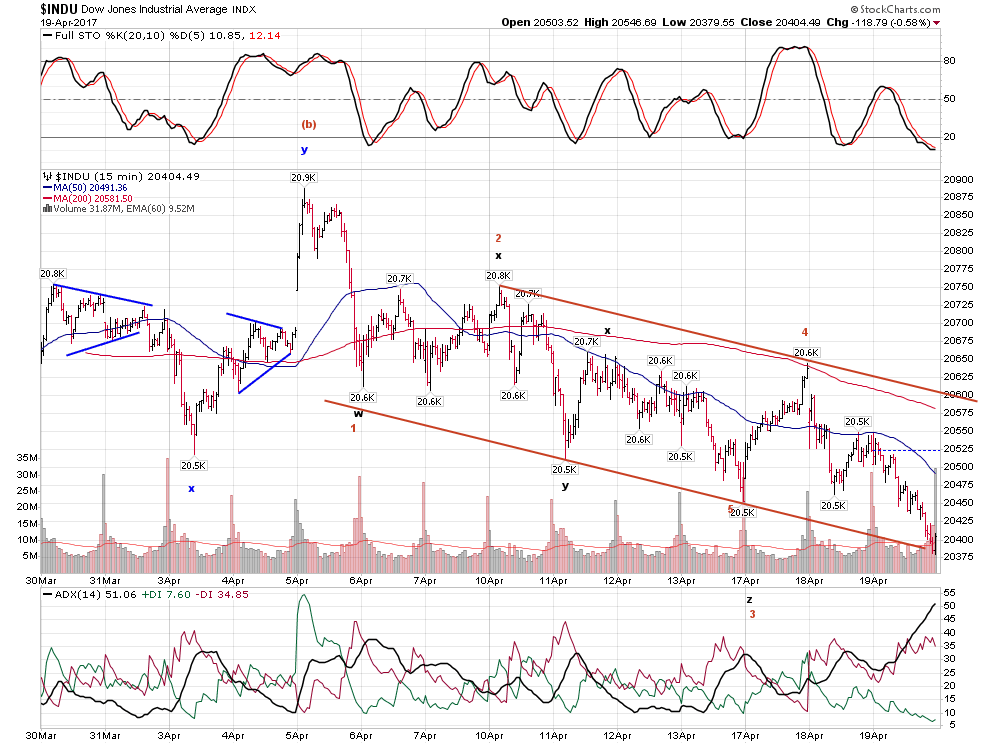 $INDU Dow Jones Industrial Average INDX
© StockCharts.com
19-Apr-2017
Open 20503.52 High 20546.69 Low 20379.55 Close 20404.49 Chg -118.79 (-0.58%)
Full STO %K(20,10) %D(5) 10.85, 12.14
80
50
20
(b)
y
$INDU (15 min) 20404.49
MA(50) 20491.36
MA(200) 20581.50
Volume 31.87M, EMA(60) 9.52M
20.9K
20900
20875
20850
20825
20800
20775
20750
20725
20700
20675
20650
20625
20600
20575
20550
20525
20500
20475
20450
20425
20400
20375
2
x
20.8K
20.7K
20.8K
20.7K
x
4
20.7K
20.6K
20.6K
20.6K
20.6K
20.6K
20.6K
w
1
20.5K
20.6K
20.5K
20.5K
x
20.5K
y
5
20.5K
20.5K
35M
30M
25M
20M
15M
10M
5M
30Mar 31Mar 3Apr 4Apr 5Apr 6Apr 7Apr 10Apr 11Apr 12Apr 13Apr 17Apr 18Apr 19Apr
ADX(14) 51.06 +DI 7.60 -DI 34.85
z
3
55
50
45
40
35
30
25
20
15
10
5
30Mar 31Mar 3Apr 4Apr 5Apr 6Apr 7Apr 10Apr 11Apr 12Apr 13Apr 17Apr 18Apr 19Apr